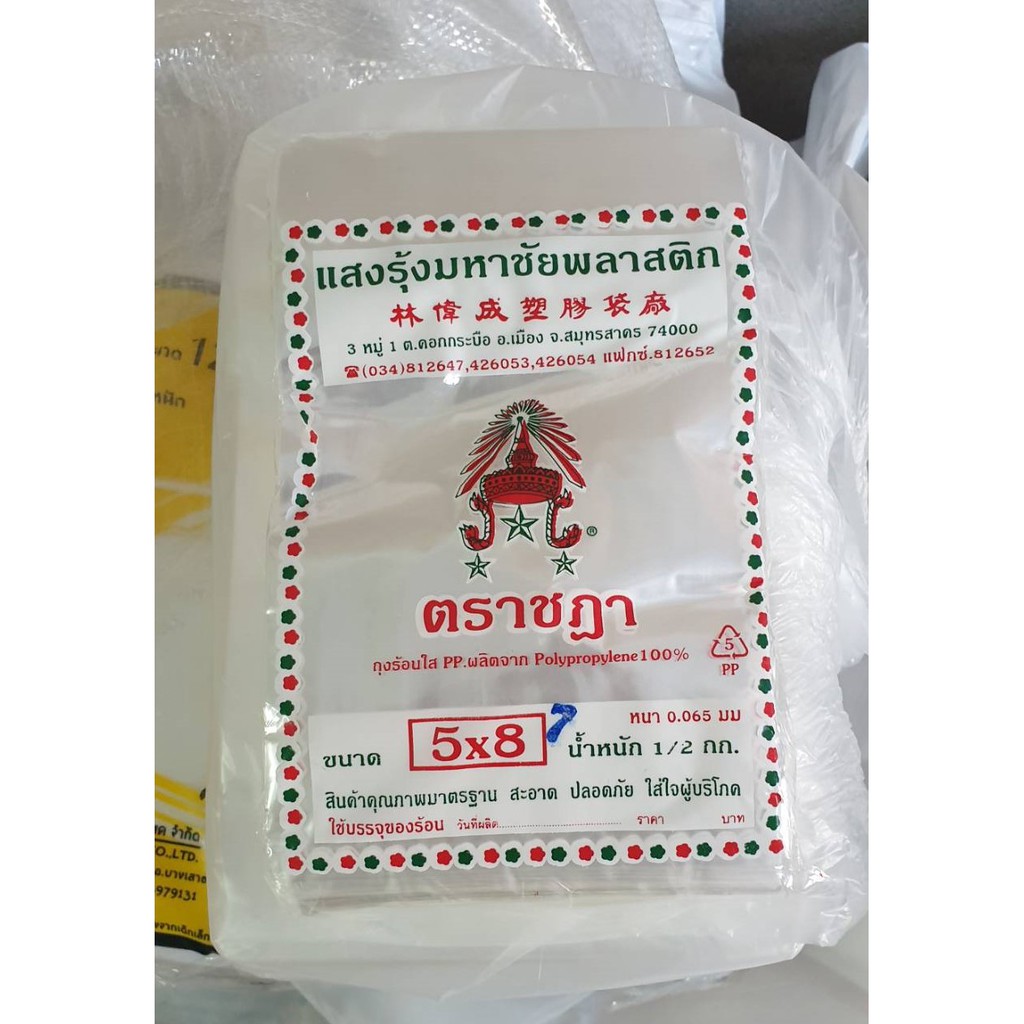 แสงรุ้งมหาชัยพลาสติก
林偉成塑膠袋廠
3 หมู่ 1 ต.คอกกระบือ อ.เมือง จ.สมุทรสาคร 74000
☎(034)812647,426053,426054 แฟกซ์.812652
®
ตราชฎา
ถุงร้อนใส PP.ผลิตจาก Polypropylene100%
5
PP
หนา 0.065 มม
ขนาด 5x8 7 น้ำหนัก 1/2 กก.
สินค้าคุณภาพมาตรฐาน สะอาด ปลอดภัย ใส่ใจผู้บริโภค
ใช้บรรจุของร้อน วันที่ผลิต.............................. ราคา บาท
จำกัด
O.,LTD.
979131